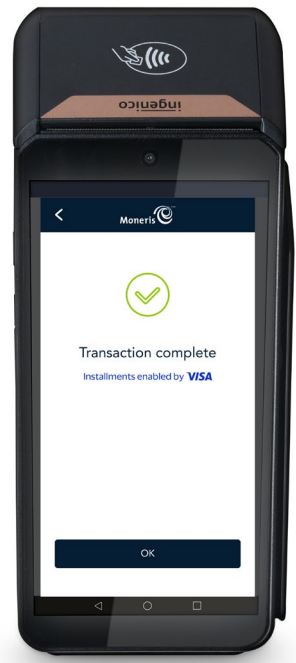 ingenico
Moneris
Transaction complete
Installments enabled by VISA
OK